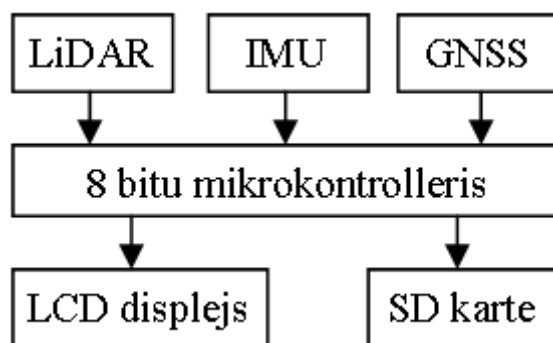 LiDAR IMU GNSS
8 bitu mikrokontrolleris
LCD displejs SD karte